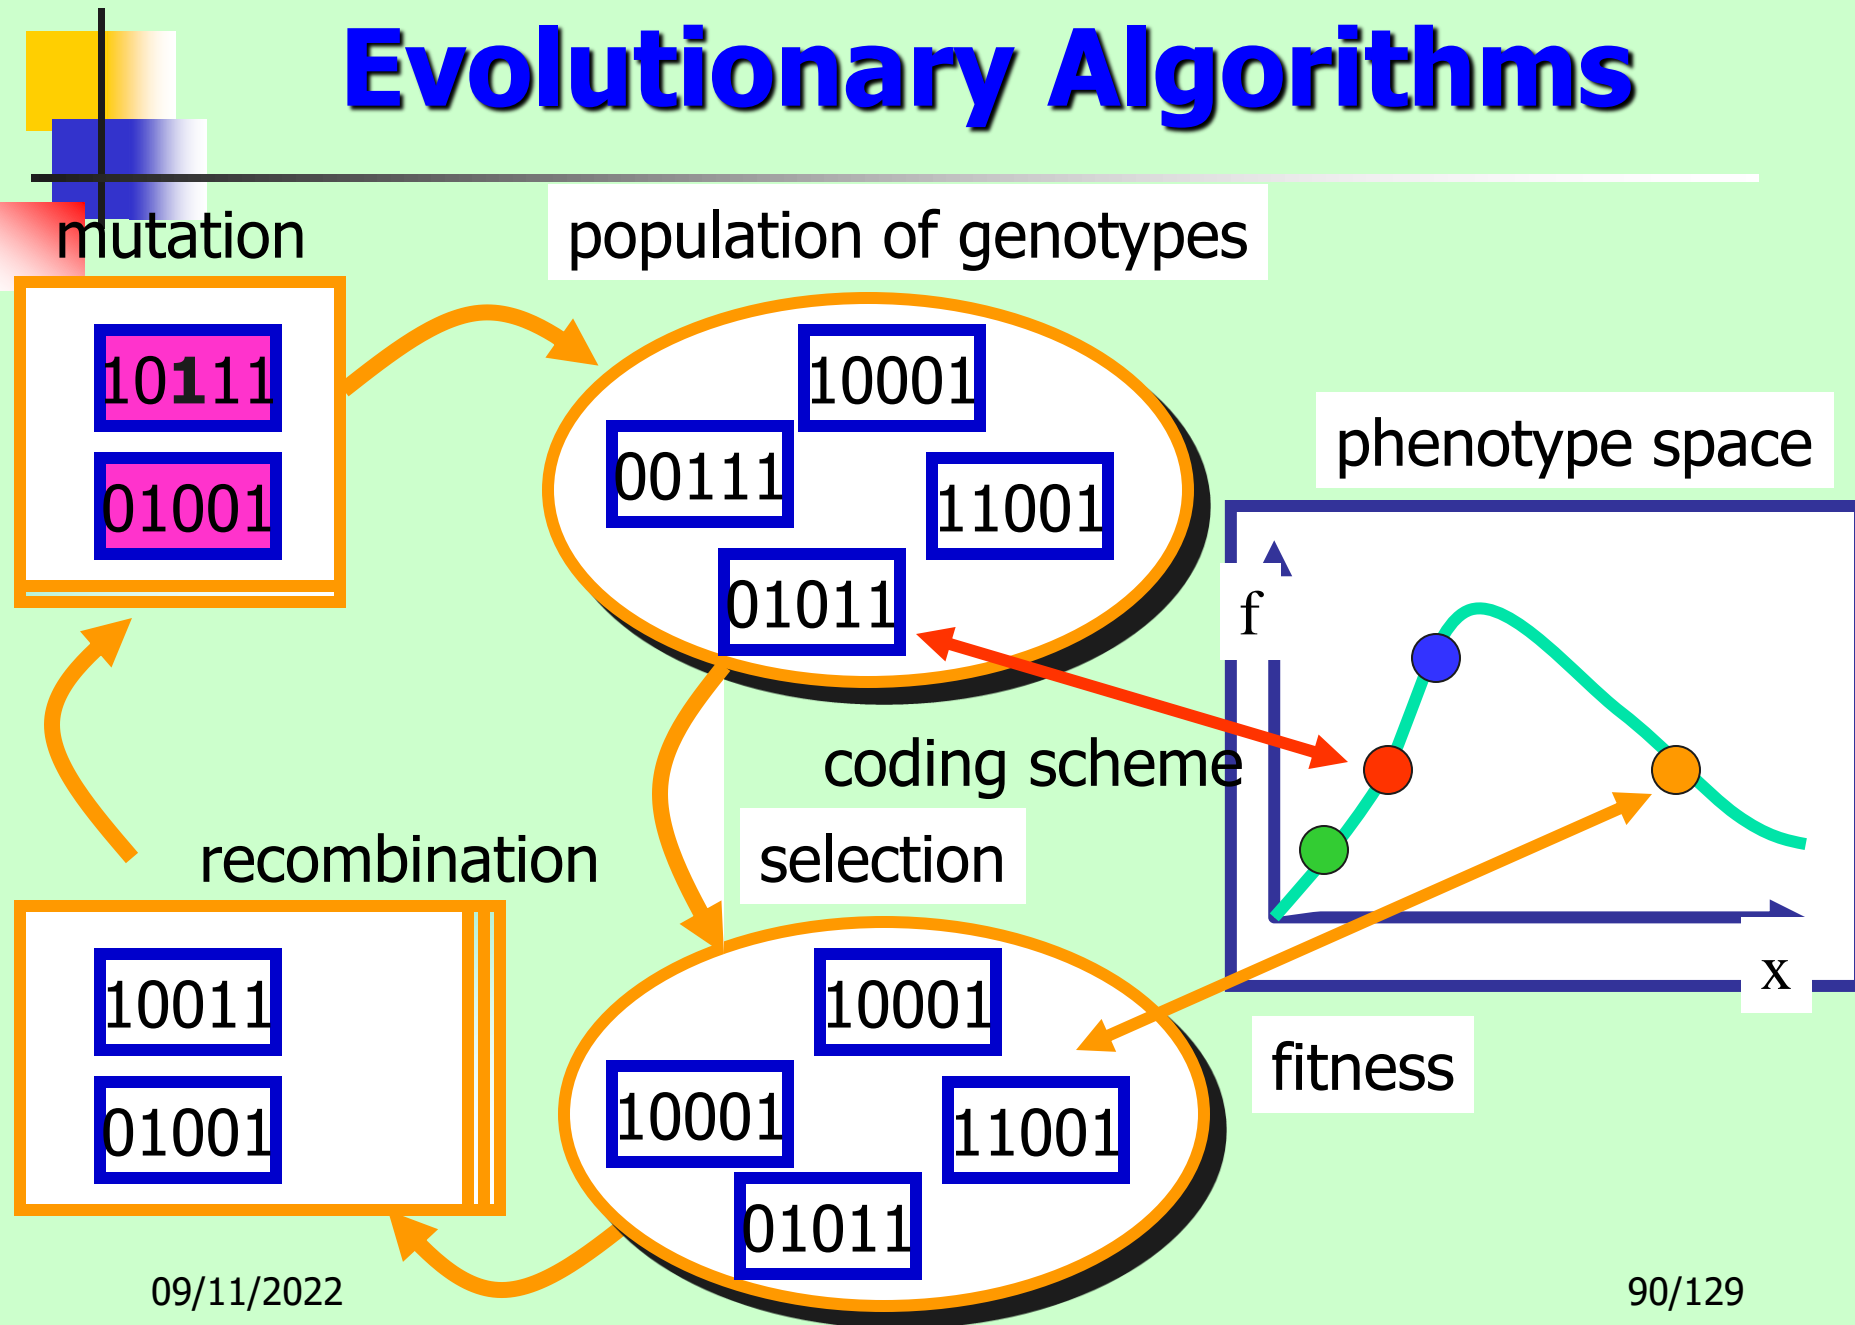 Evolutionary Algorithms
mutation
population of genotypes
10111
01001
10001
00111
11001
01011
phenotype space
f
x
coding scheme
recombination
selection
10011
01001
10001
10001
11001
01011
fitness
09/11/2022
90/129